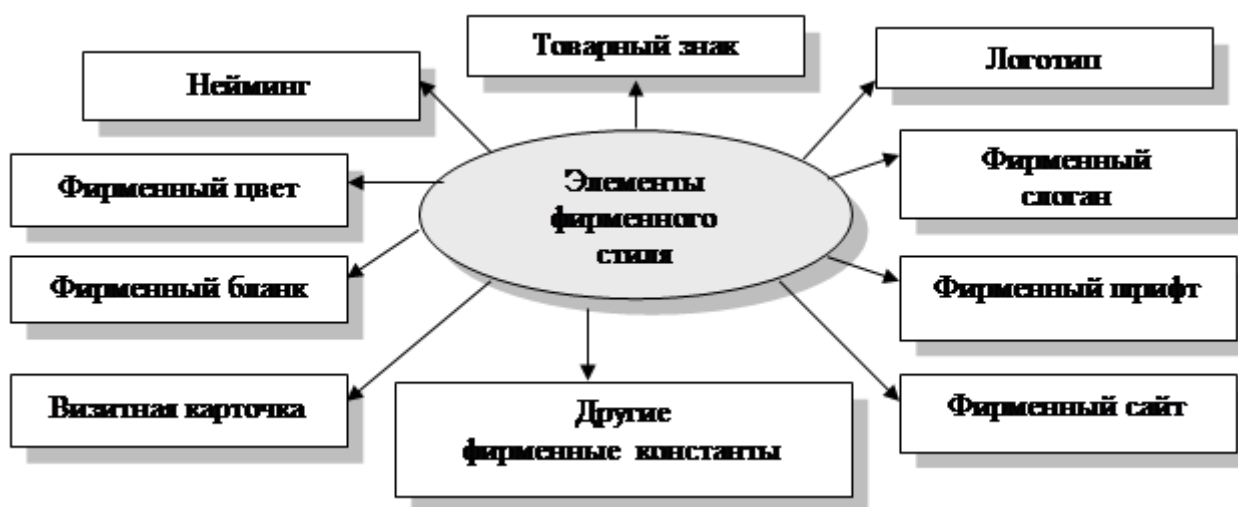 Товарный знак
Логотип
Нейминг
Фирменный
слоган
Фирменный цвет
Элементы
фирменного
стиля
Фирменный бланк
Фирменный шрифт
Визитная карточка
Фирменный сайт
Другие
фирменные константы